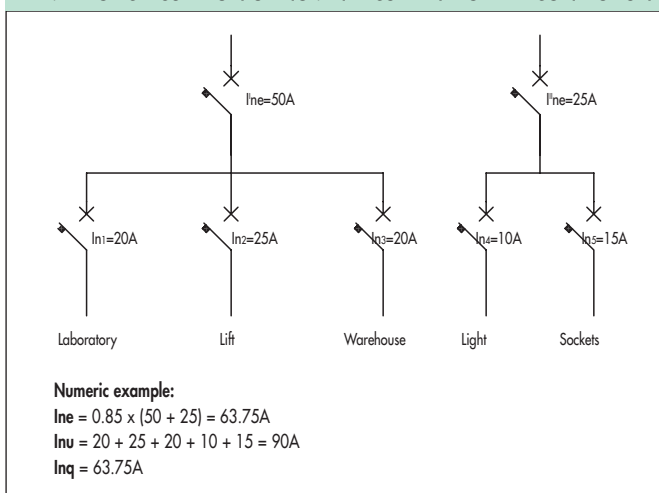 I'ne=50A I"ne=25A
In1=20A In2=25A In3=20A In4=10A In5=15A
Laboratory Lift Warehouse Light Sockets
Numeric example:
Ine = 0.85 x (50 + 25) = 63.75A
Inu = 20 + 25 + 20 + 10 + 15 = 90A
Inq = 63.75A